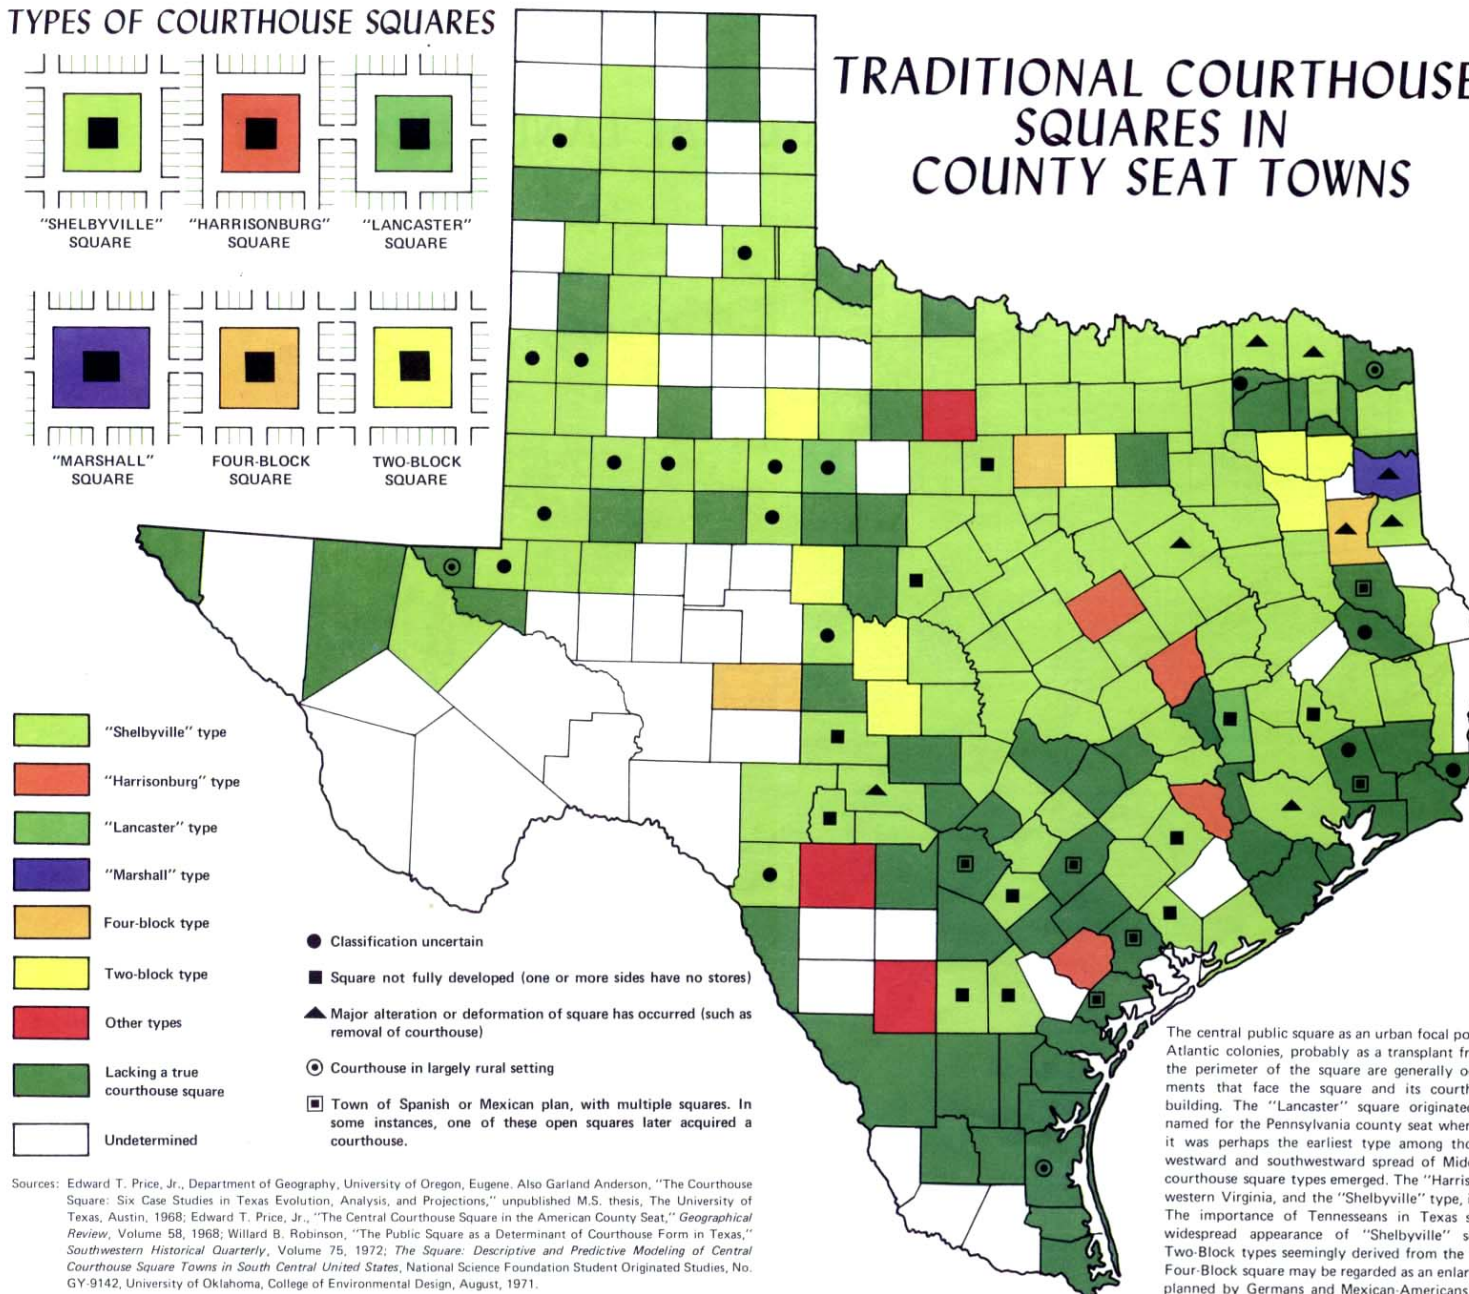 TYPES OF COURTHOUSE SQUARES
"SHELBYVILLE"
SQUARE
"HARRISONBURG"
SQUARE
"LANCASTER"
SQUARE
"MARSHALL"
SQUARE
FOUR-BLOCK
SQUARE
TWO-BLOCK
SQUARE
TRADITIONAL COURTHOUSE
SQUARES IN
COUNTY SEAT TOWNS
"Shelbyville" type
"Harrisonburg" type
"Lancaster" type
"Marshall" type
Four-block type
Two-block type
Other types
Lacking a true
courthouse square
Undetermined
Classification uncertain
Square not fully developed (one or more sides have no stores)
Major alteration or deformation of square has occurred (such as
removal of courthouse)
Courthouse in largely rural setting
Town of Spanish or Mexican plan, with multiple squares. In
some instances, one of these open squares later acquired a
courthouse.
Sources: Edward T. Price, Jr., Department of Geography, University of Oregon, Eugene. Also Garland Anderson, "The Courthouse
Square: Six Case Studies in Texas Evolution, Analysis, and Projections," unpublished M.S. thesis, The University of
Texas, Austin, 1968; Edward T. Price, Jr., "The Central Courthouse Square in the American County Seat," Geographical
Review, Volume 58, 1968; Willard B. Robinson, "The Public Square as a Determinant of Courthouse Form in Texas,"
Southwestern Historical Quarterly, Volume 75, 1972; The Square: Descriptive and Predictive Modeling of Central
Courthouse Square Towns in South Central United States, National Science Foundation Student Originated Studies, No.
GY-9142, University of Oklahoma, College of Environmental Design, August, 1971.
The central public square as an urban focal po
Atlantic colonies, probably as a transplant fr
the perimeter of the square are generally o
ments that face the square and its courth
building. The "Lancaster" square originated
named for the Pennsylvania county seat wher
it was perhaps the earliest type among tho
westward and southwestward spread of Mid
courthouse square types emerged. The "Harris
western Virginia, and the "Shelbyville" type, i
The importance of Tennesseans in Texas s
widespread appearance of "Shelbyville" s
Two-Block types seemingly derived from the
Four-Block square may be regarded as an enlar
planned by Germans and Mexican-Americans